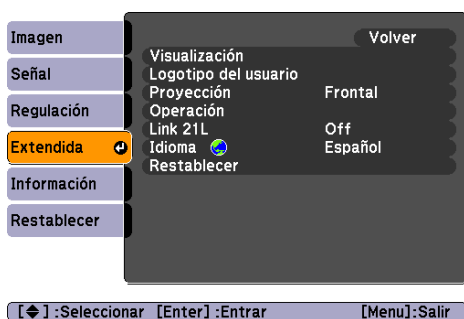 Imagen
Señal
Regulación
Extendida
Información
Restablecer
Volver
Visualización
Logotipo del usuario
Proyección Frontal
Operación
Link 21L Off
Idioma Español
Restablecer
[◆] :Seleccionar [Enter] :Entrar [Menu]:Salir